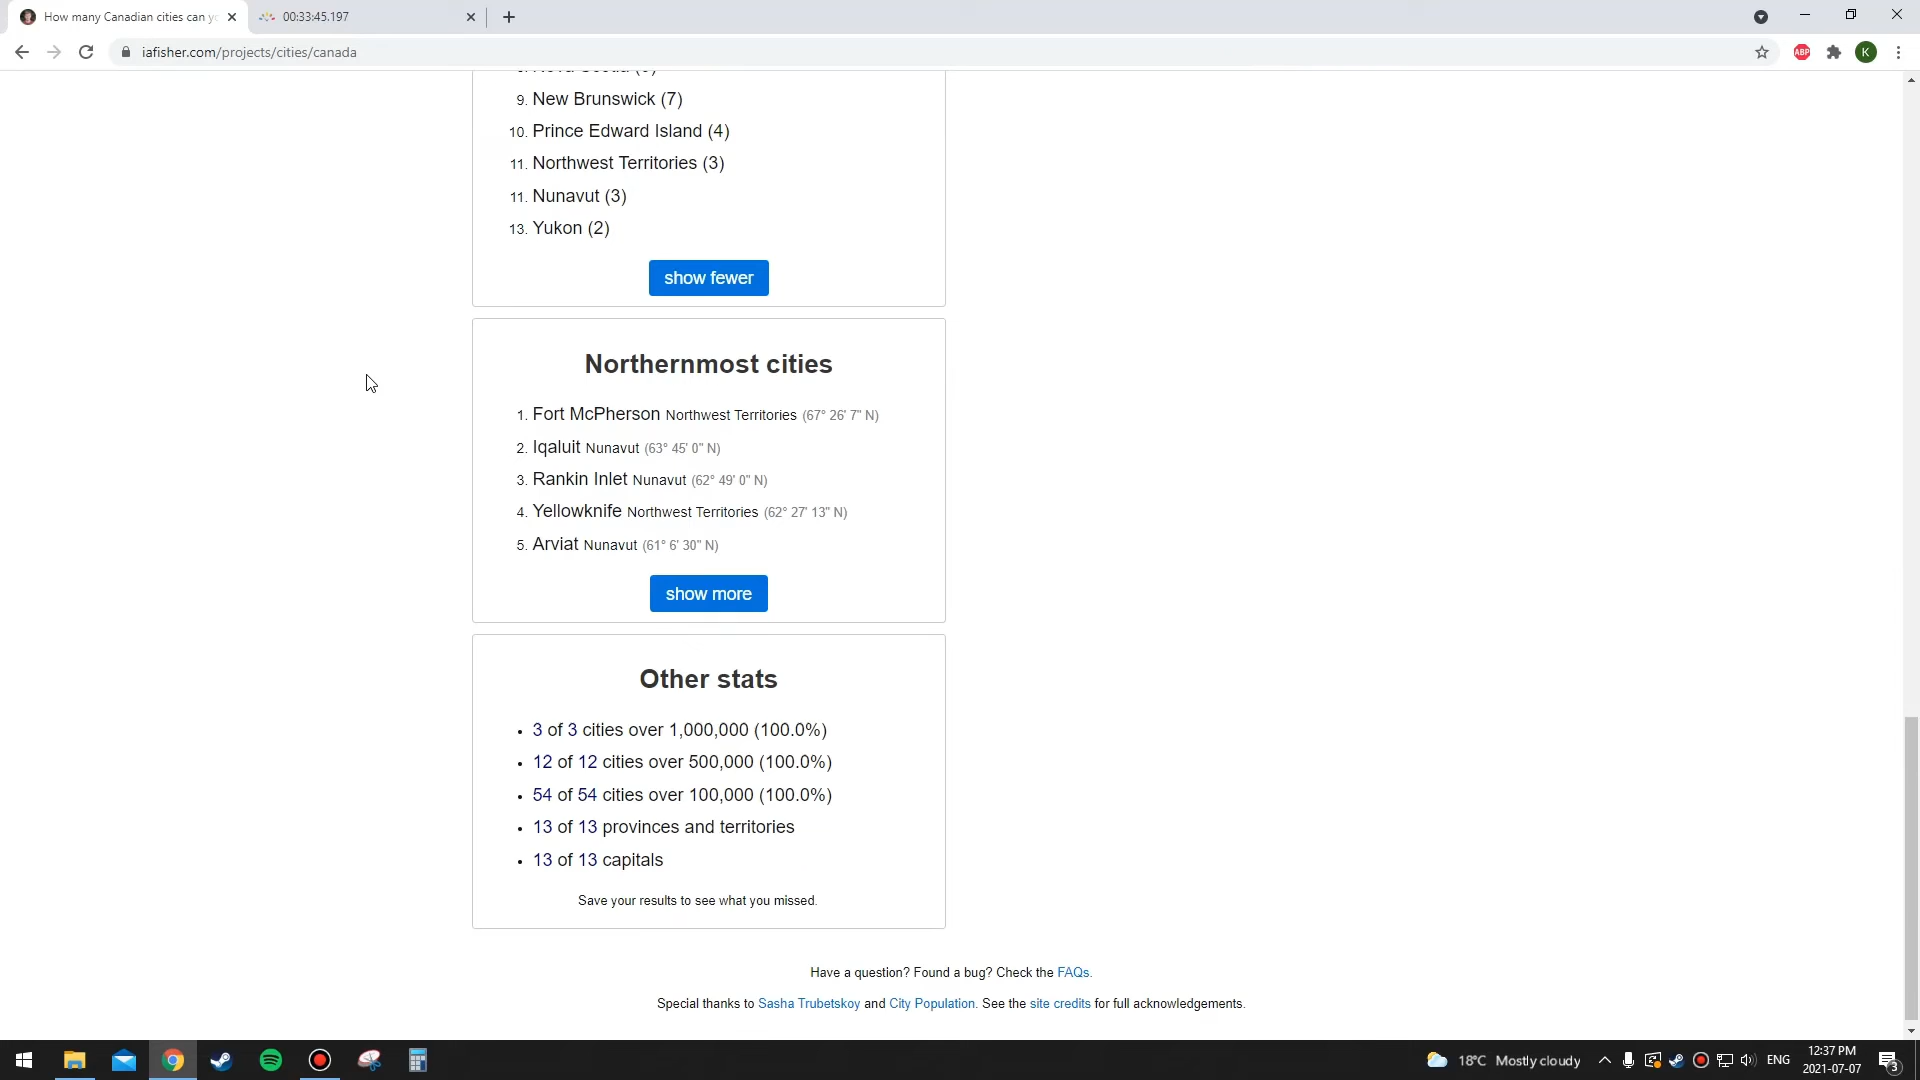 How many Canadian cities can yo
00:33:45.197
iafisher.com/projects/cities/canada
ABP
K
9. New Brunswick (7)
10. Prince Edward Island (4)
11. Northwest Territories (3)
11. Nunavut (3)
13. Yukon (2)
show fewer
Northernmost cities
1. Fort McPherson Northwest Territories (67° 26' 7" N)
2. Iqaluit Nunavut (63° 45' 0" N)
3. Rankin Inlet Nunavut (62° 49' 0" N)
4. Yellowknife Northwest Territories (62° 27' 13" N)
5. Arviat Nunavut (61° 6' 30" N)
show more
Other stats
• 3 of 3 cities over 1,000,000 (100.0%)
• 12 of 12 cities over 500,000 (100.0%)
• 54 of 54 cities over 100,000 (100.0%)
• 13 of 13 provinces and territories
• 13 of 13 capitals
Save your results to see what you missed.
Have a question? Found a bug? Check the FAQs.
Special thanks to Sasha Trubetskoy and City Population. See the site credits for full acknowledgements.
18°C Mostly cloudy
ENG
12:37 PM
2021-07-07
3